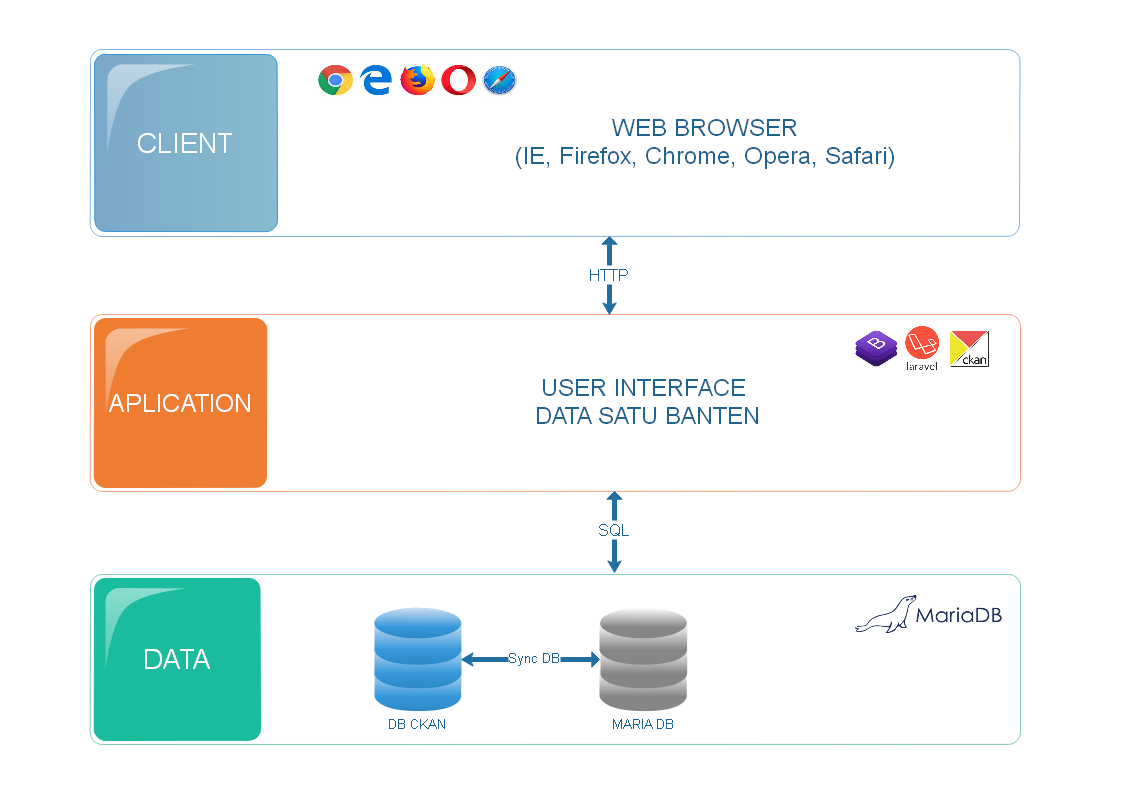 CLIENT
WEB BROWSER
(IE, Firefox, Chrome, Opera, Safari)
HTTP
APLICATION
B
laravel
ckan
USER INTERFACE
DATA SATU BANTEN
SQL
DATA
MariaDB
Sync DB
DB CKAN
MARIA DB